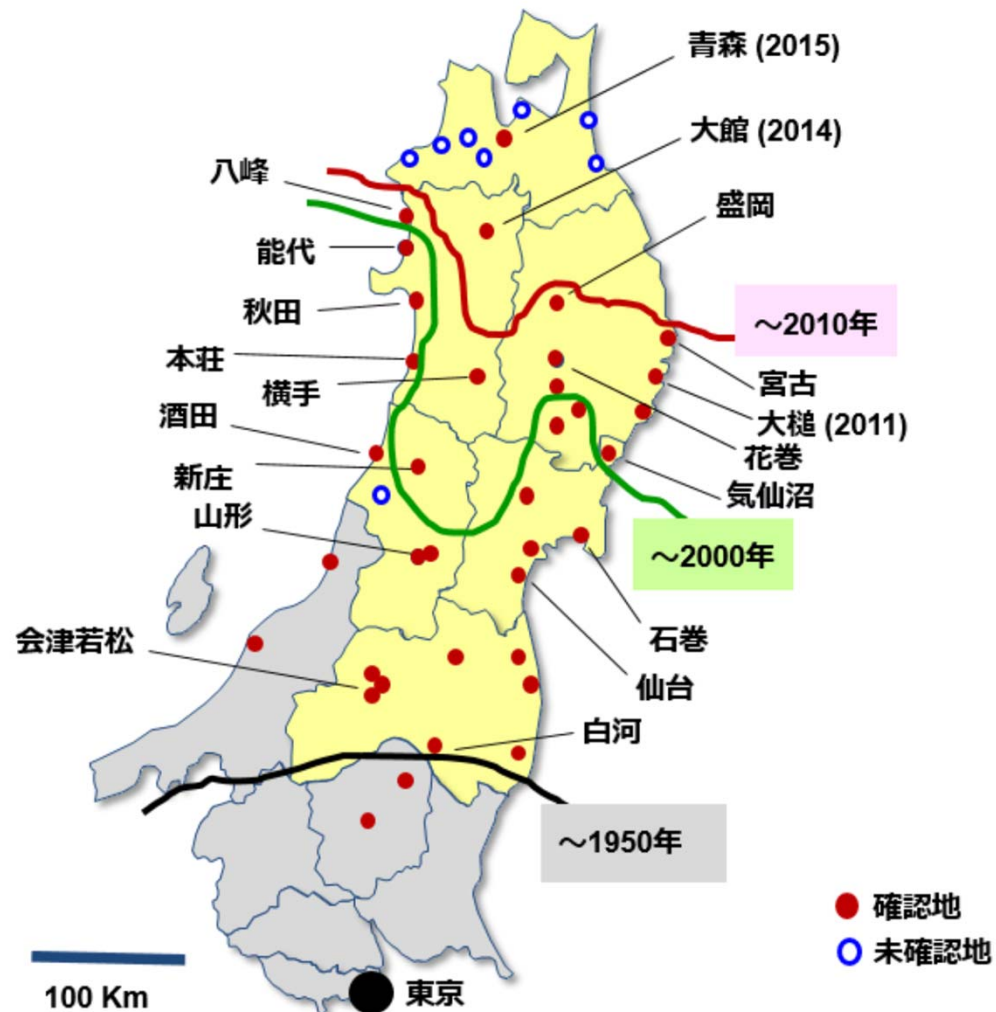 青森 (2015)
大館 (2014)
八峰
盛岡
能代
秋田
～2010年
本荘
横手
宮古
酒田
大槌 (2011)
花巻
新庄
気仙沼
山形
～2000年
会津若松
石巻
仙台
白河
～1950年
確認地
未確認地
100 Km
東京